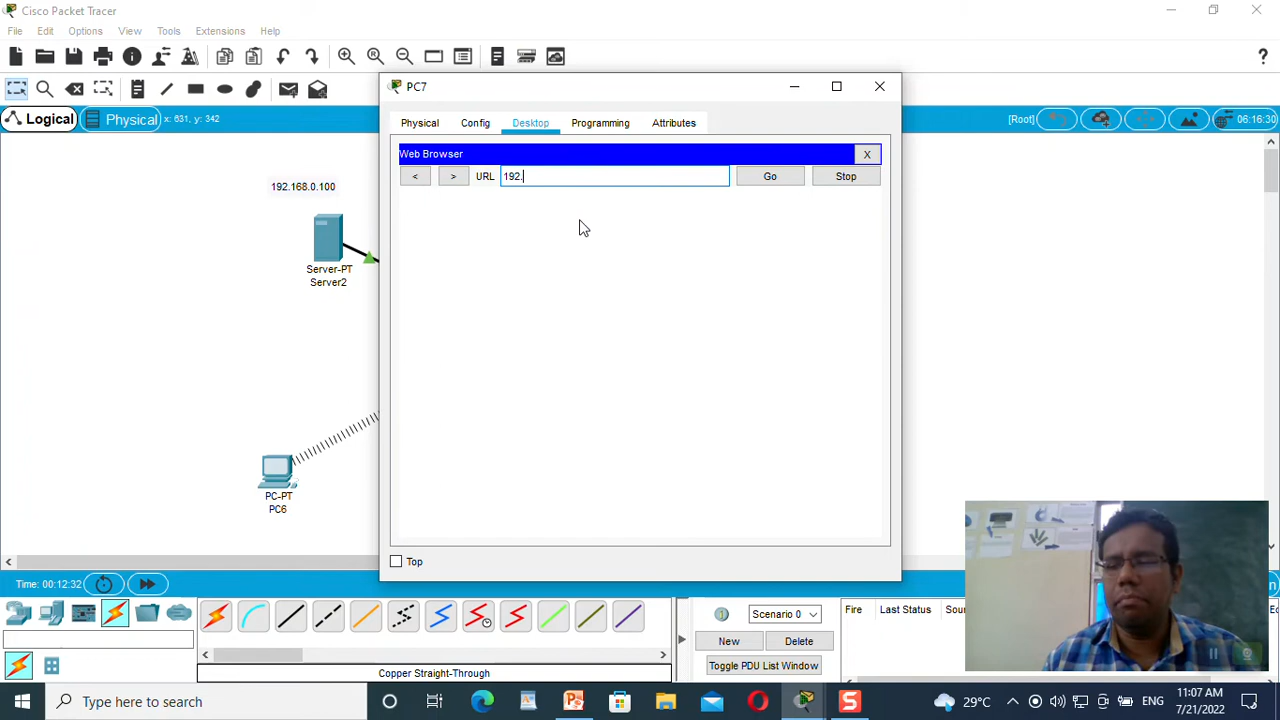 Cisco Packet Tracer
File Edit Options View Tools Extensions Help
Logical Physical x: 631, y: 342 [Root] 06:16:30
192.168.0.100
Server-PT
Server2
PC-PT
PC6
PC7
Physical Config Desktop Programming Attributes
Web Browser X
< > URL 192. Go Stop
Top
Time: 00:12:32
Scenario 0
New Delete
Toggle PDU List Window
Fire Last Status
Copper Straight-Through
Type here to search
29°C ENG 11:07 AM
7/21/2022